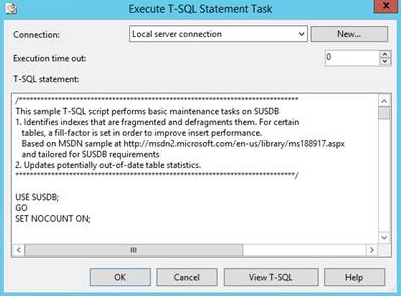 Execute T-SQL Statement Task
Connection:
Local server connection
New...
Execution time out:
0
T-SQL statement:
/******************************************************************************
This sample T-SQL script performs basic maintenance tasks on SUSDB
1. Identifies indexes that are fragmented and defragments them. For certain
tables, a fill-factor is set in order to improve insert performance.
Based on MSDN sample at http://msdn2.microsoft.com/en-us/library/ms188917.aspx
and tailored for SUSDB requirements
2. Updates potentially out-of-date table statistics.
******************************************************************************/
USE SUSDB;
GO
SET NOCOUNT ON;
OK
Cancel
View T-SQL
Help